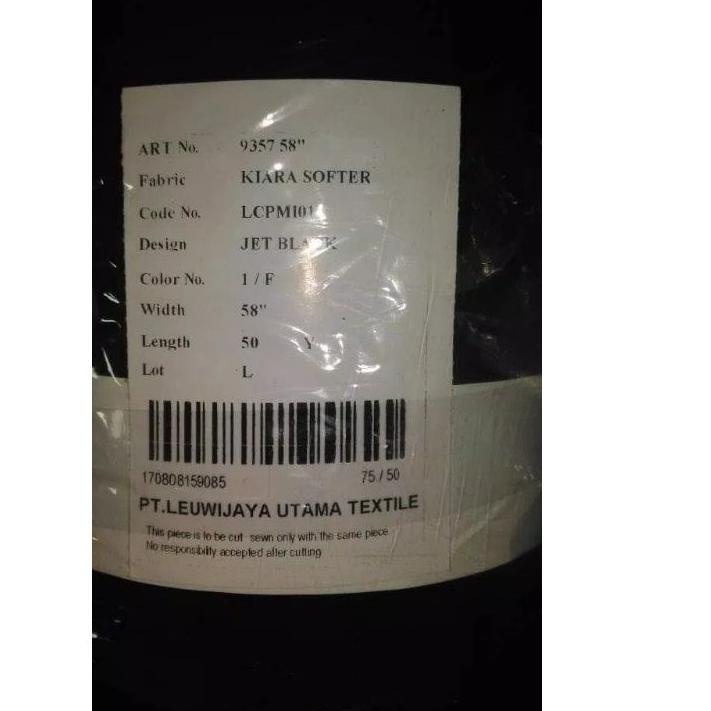 ART No. 9357 58"
Fabric KIARA SOFTER
Code No.
Design JET BLACK
Color No. 1 / F
Width 58"
Length 50 Y
Lot L
170808159085 75 / 50
PT.LEUWIJAYA UTAMA TEXTILE
This piece is to be cut sewn only with the same piece
No responsibility accepted after cutting